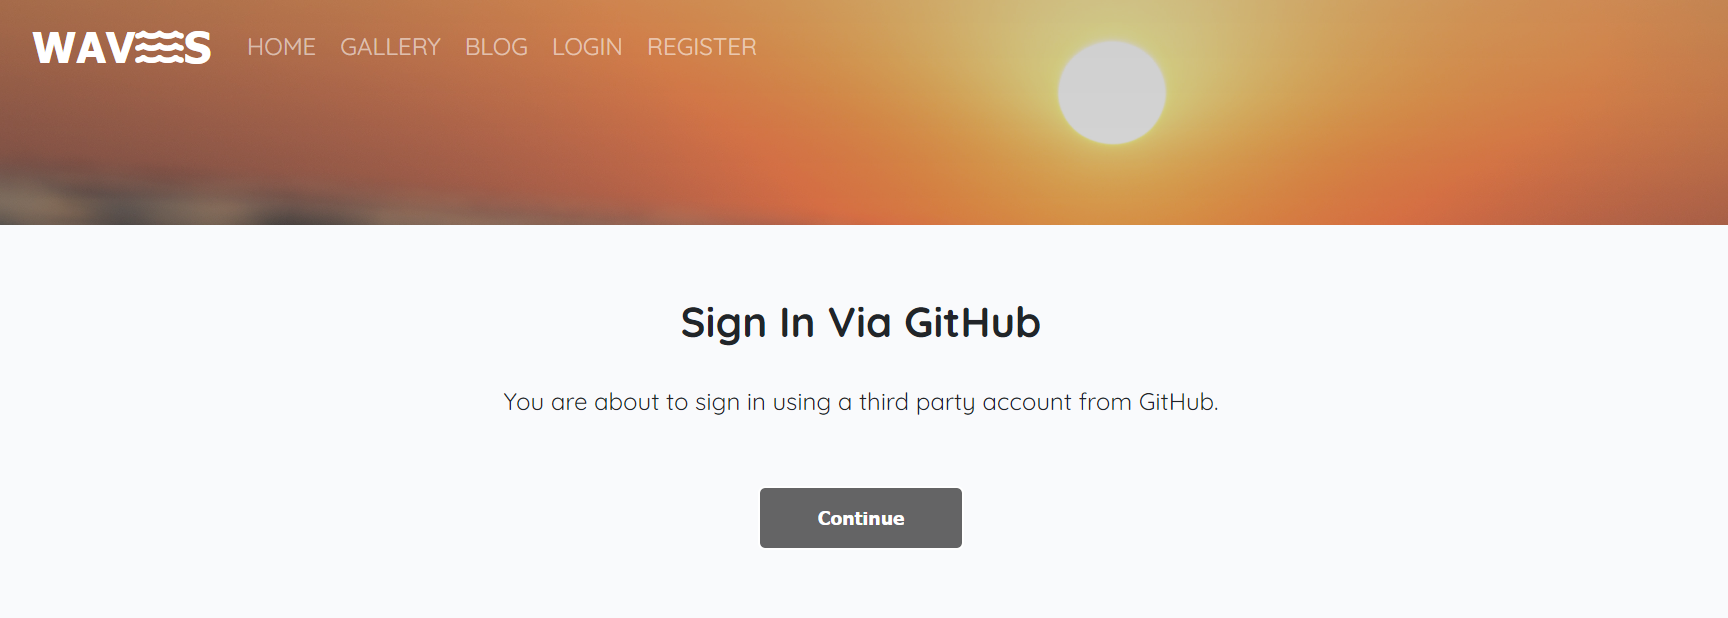 WAVES HOME GALLERY BLOG LOGIN REGISTER
Sign In Via GitHub
You are about to sign in using a third party account from GitHub.
Continue